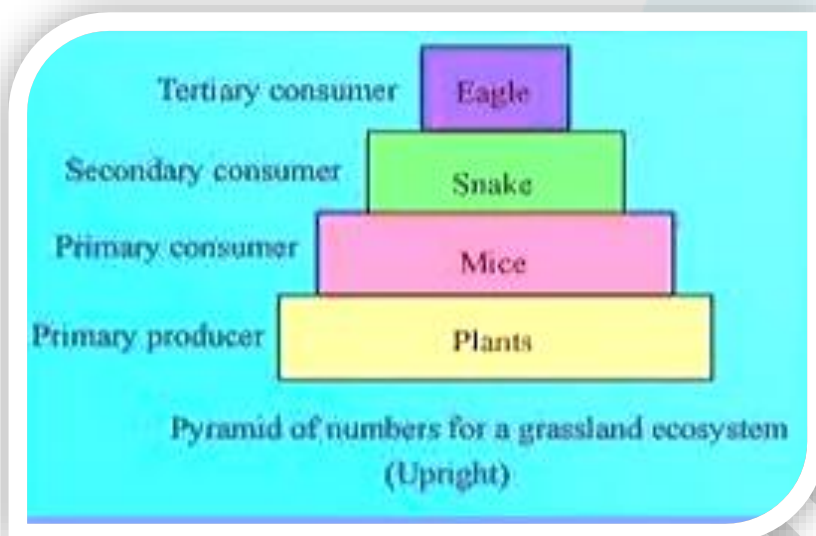 Tertiary consumer Eagle
Secondary consumer Snake
Primary consumer Mice
Primary producer Plants
Pyramid of numbers for a grassland ecosystem
(Upright)